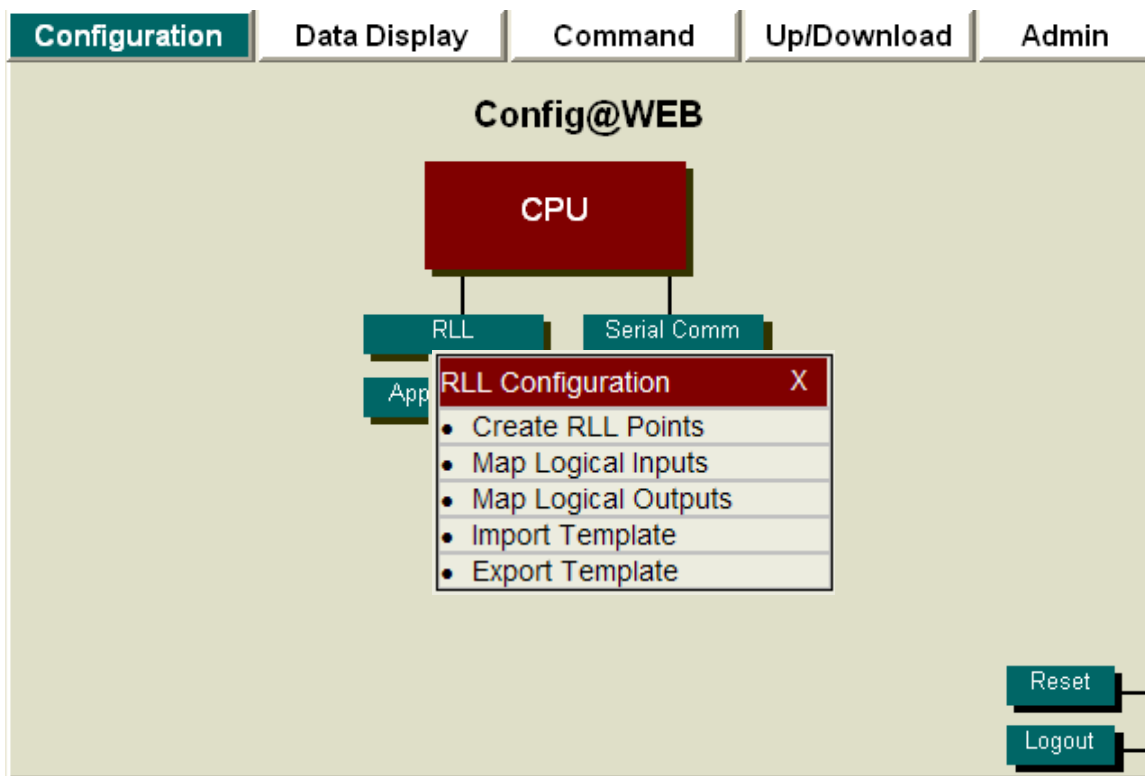 Configuration Data Display Command Up/Download Admin
Config@WEB
CPU
RLL Serial Comm
App
RLL Configuration X
• Create RLL Points
• Map Logical Inputs
• Map Logical Outputs
• Import Template
• Export Template
Reset
Logout